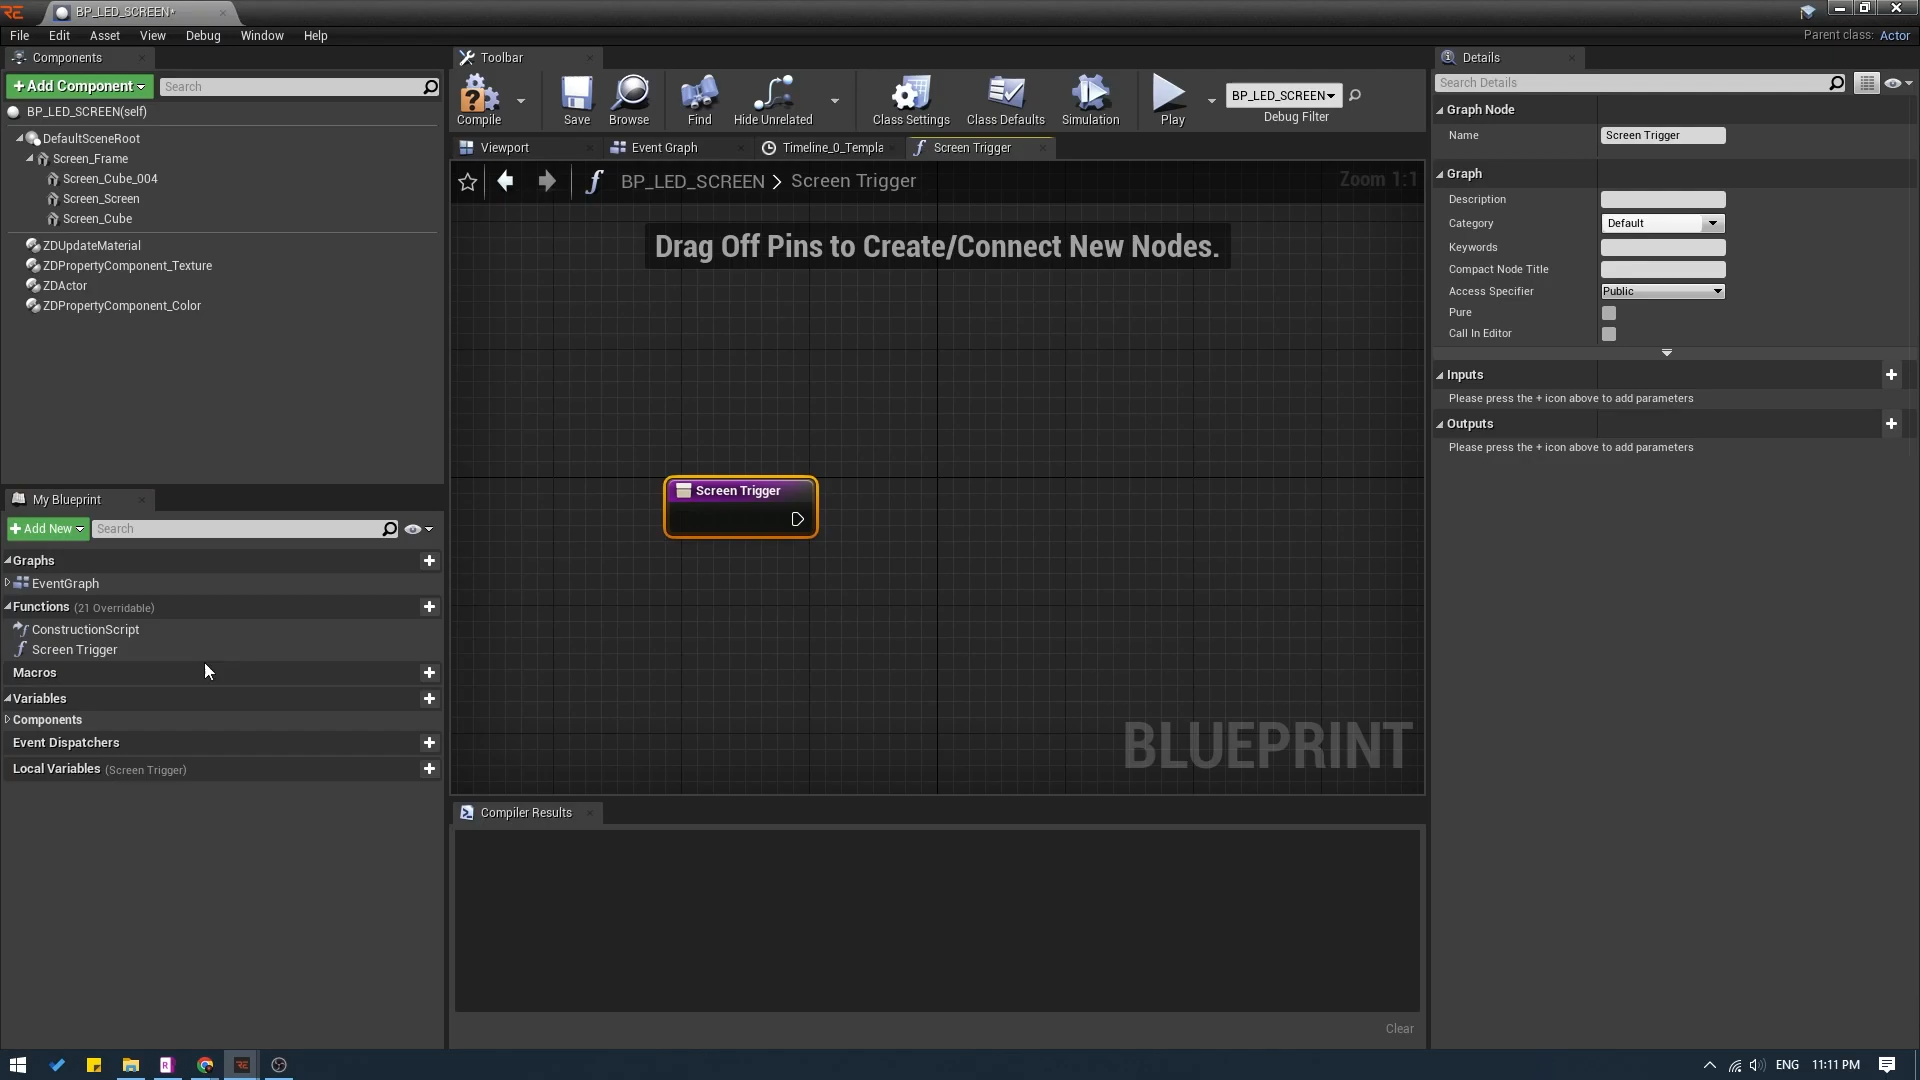 BP_LED_SCREEN*
File Edit Asset View Debug Window Help
Parent class: Actor
Components
+ Add Component
Search
BP_LED_SCREEN(self)
DefaultSceneRoot
Screen_Frame
Screen_Cube_004
Screen_Screen
Screen_Cube
ZDUpdateMaterial
ZDPropertyComponent_Texture
ZDActor
ZDPropertyComponent_Color
My Blueprint
+ Add New
Search
Graphs
EventGraph
Functions (21 Overridable)
ConstructionScript
Screen Trigger
Macros
Variables
Components
Event Dispatchers
Local Variables (Screen Trigger)
Toolbar
Compile Save Browse Find Hide Unrelated Class Settings Class Defaults Simulation Play
BP_LED_SCREEN
Debug Filter
Viewport Event Graph Timeline_0_Templa Screen Trigger
BP_LED_SCREEN > Screen Trigger
Zoom 1:1
Drag Off Pins to Create/Connect New Nodes.
Screen Trigger
BLUEPRINT
Compiler Results
Clear
Details
Search Details
Graph Node
Name Screen Trigger
Graph
Description
Category Default
Keywords
Compact Node Title
Access Specifier Public
Pure
Call In Editor
Inputs
Please press the + icon above to add parameters
Outputs
Please press the + icon above to add parameters
ENG 11:11 PM